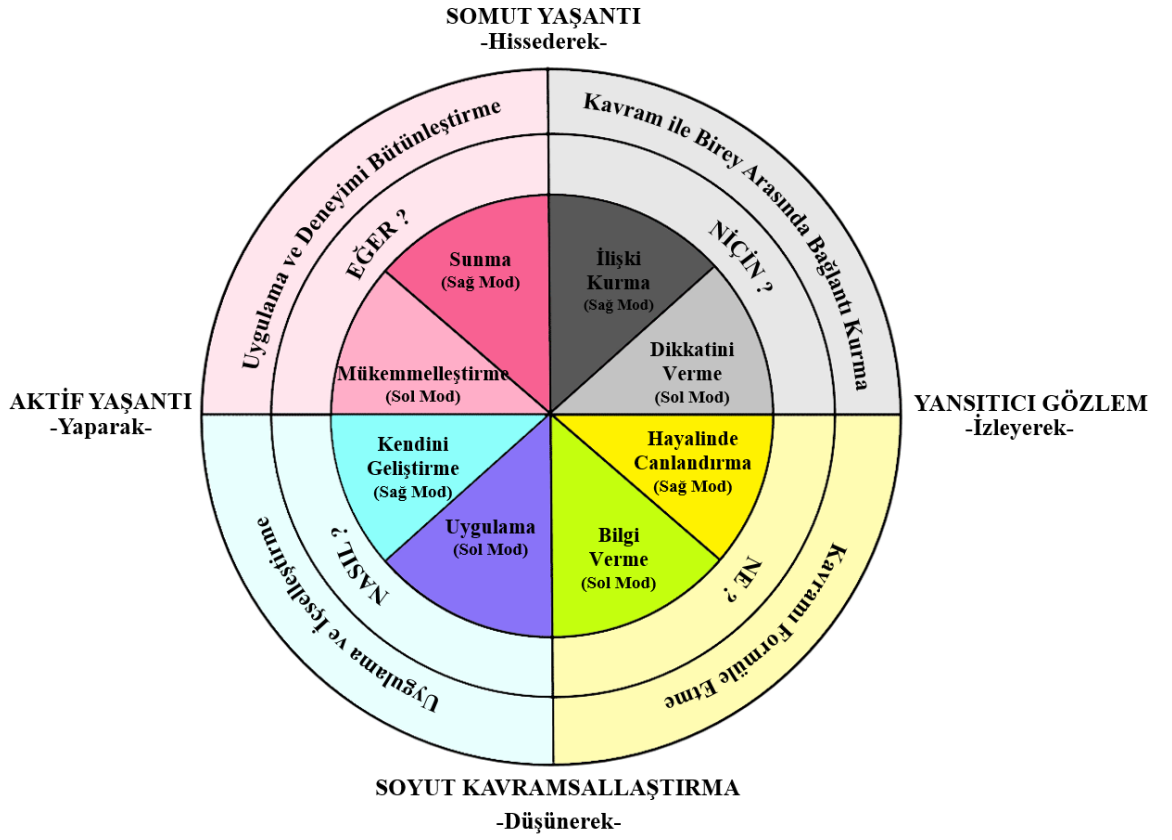 SOMUT YAŞANTI
-Hissederek-
Uygulama ve Deneyimi Bütünleştirme
Kavram ile Birey Arasında Bağlantı Kurma
EĞER ?
NİÇİN ?
Sunma
(Sağ Mod)
İlişki
Kurma
(Sağ Mod)
Mükemmelleştirme
(Sol Mod)
Dikkatini
Verme
(Sol Mod)
AKTİF YAŞANTI
-Yaparak-
YANSITICI GÖZLEM
-İzleyerek-
Kendini
Geliştirme
(Sağ Mod)
Hayalinde
Canlandırma
(Sağ Mod)
Uygulama
(Sol Mod)
Bilgi
Verme
(Sol Mod)
NASIL ?
NE ?
Uygulama ve İçselleştirme
Kavramı Formüle Etme
SOYUT KAVRAMSALLAŞTIRMA
-Düşünerek-